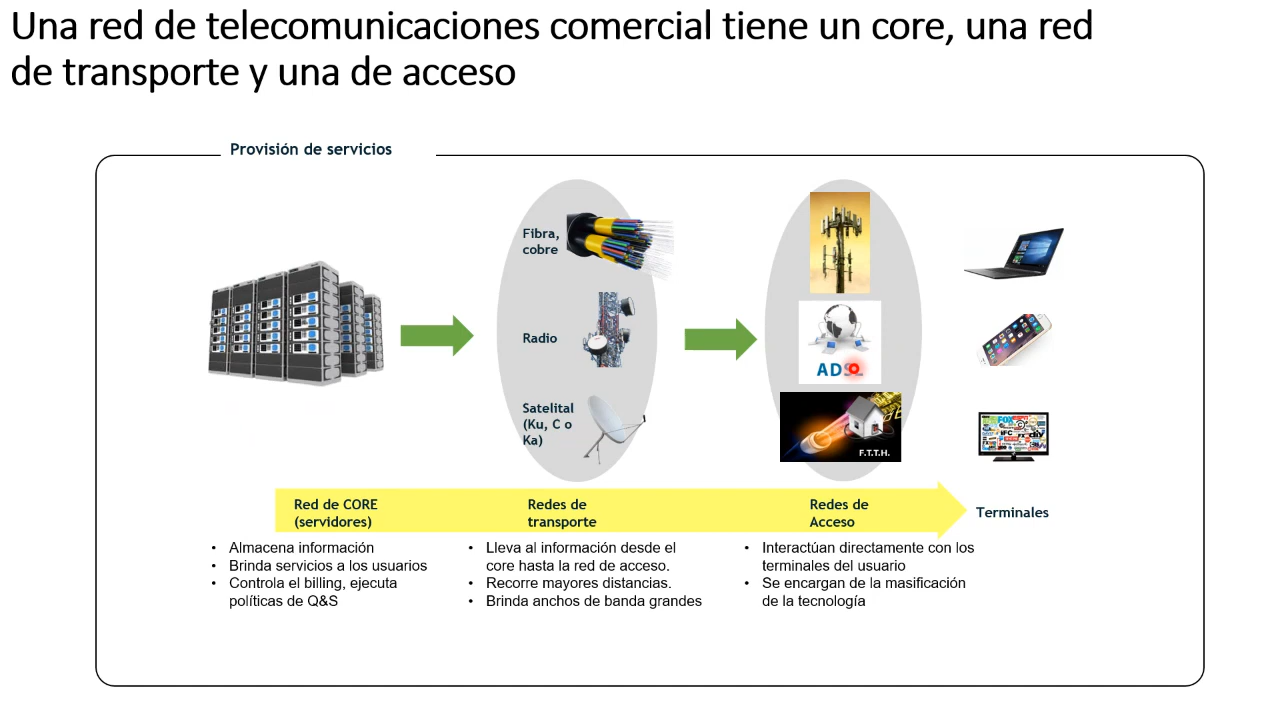 Una red de telecomunicaciones comercial tiene un core, una red
de transporte y una de acceso
Provisión de servicios
Fibra,
cobre
Radio
Satelital
(Ku, C o
Ka)
F.T.T.H.
FOX
IFC
diy
Red de CORE
(servidores)
Redes de
transporte
Redes de
Acceso
Terminales
• Almacena información
• Brinda servicios a los usuarios
• Controla el billing, ejecuta
políticas de Q&S
• Lleva al información desde el
core hasta la red de acceso.
• Recorre mayores distancias.
• Brinda anchos de banda grandes
• Interactúan directamente con los
terminales del usuario
• Se encargan de la masificación
de la tecnología